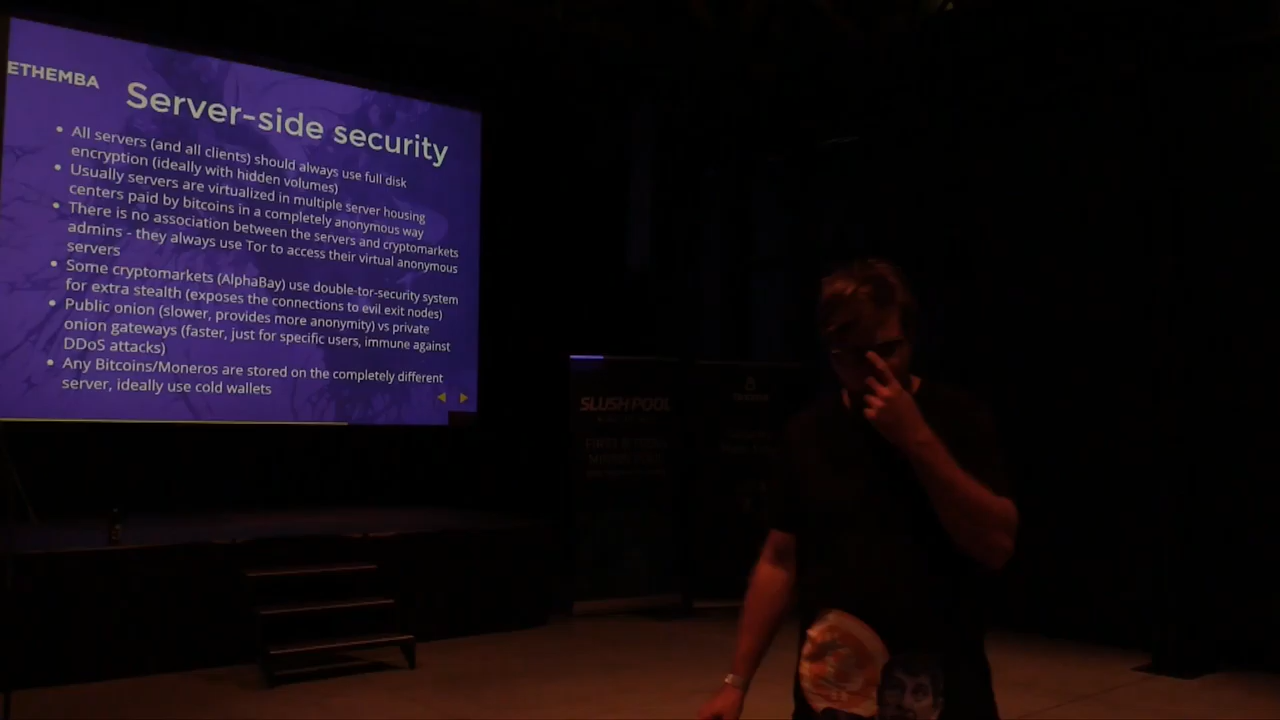 ETHEMBA
Server-side security
• All servers (and all clients) should always use full disk
encryption (ideally with hidden volumes)
• Usually servers are virtualized in multiple server housing
centers paid by bitcoins in a completely anonymous way
• There is no association between the servers and cryptomarkets
admins - they always use Tor to access their virtual anonymous
servers
• Some cryptomarkets (AlphaBay) use double-tor-security system
for extra stealth (exposes the connections to evil exit nodes)
• Public onion (slower, provides more anonymity) vs private
onion gateways (faster, just for specific users, immune against
DDoS attacks)
• Any Bitcoins/Moneros are stored on the completely different
server, ideally use cold wallets
SLUSHPOOL